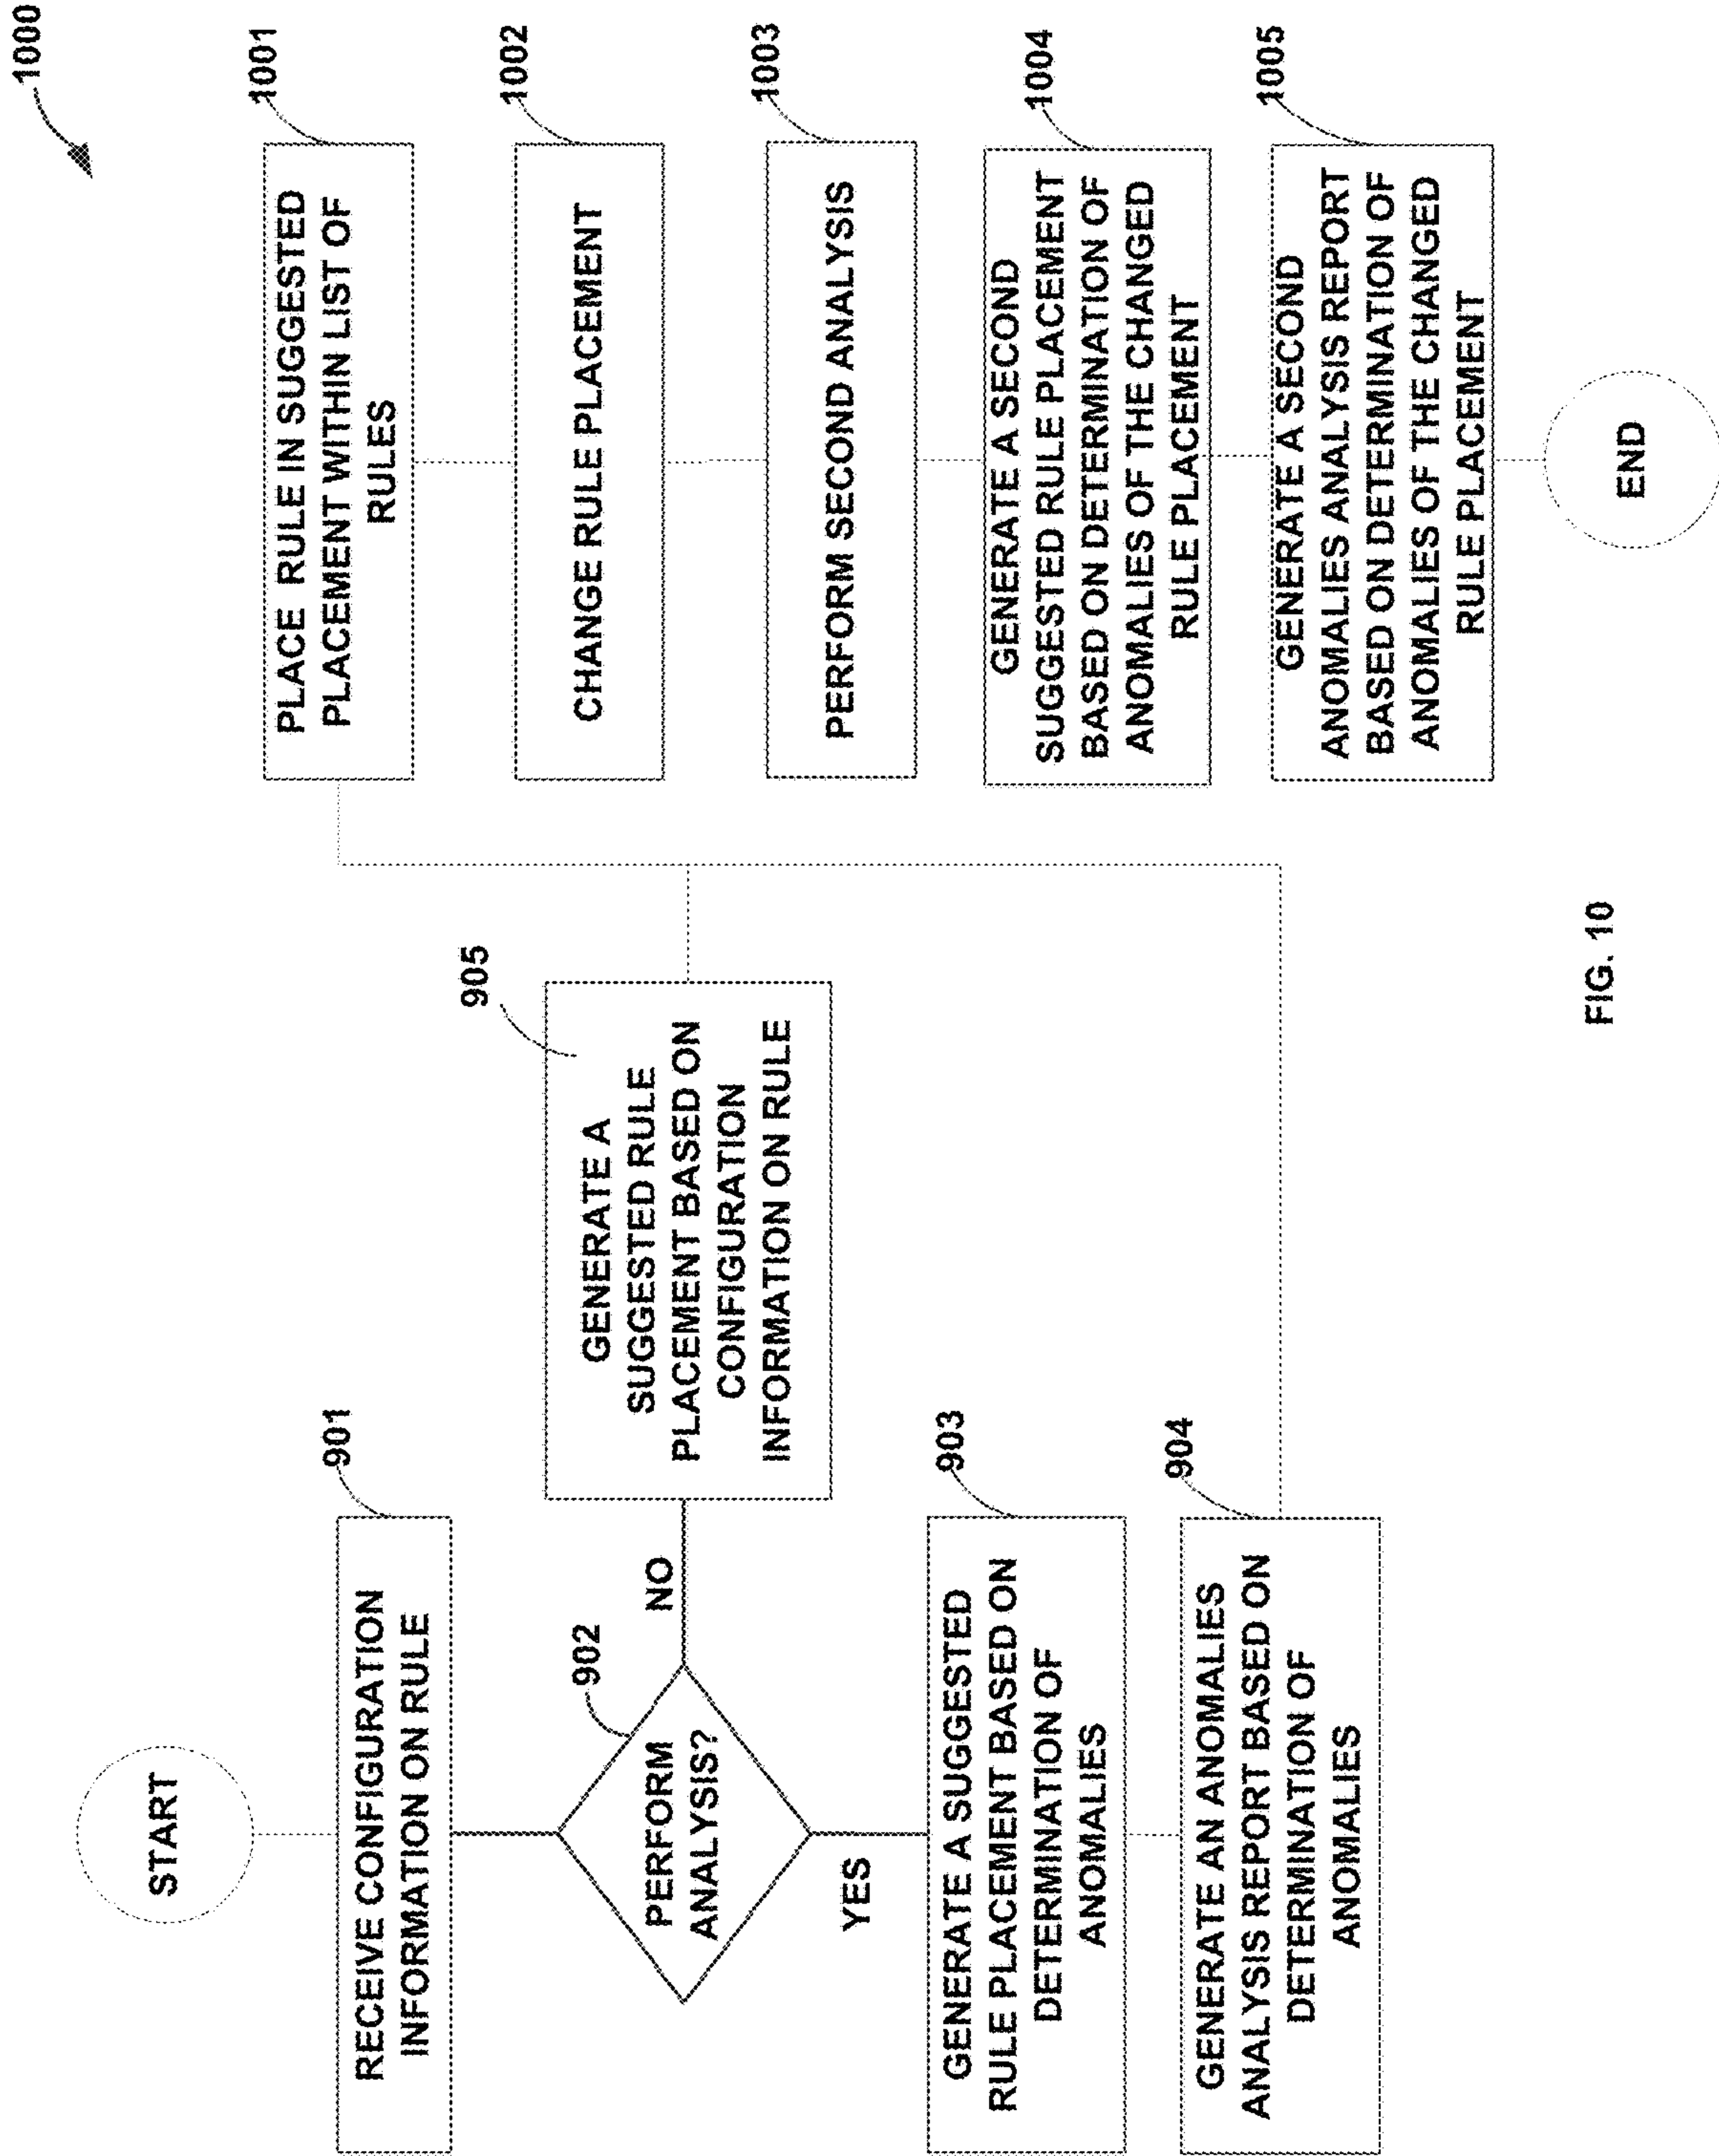 1000
START
901
RECEIVE CONFIGURATION
INFORMATION ON RULE
902
PERFORM
ANALYSIS?
NO
YES
905
GENERATE A
SUGGESTED RULE
PLACEMENT BASED ON
CONFIGURATION
INFORMATION ON RULE
903
GENERATE A SUGGESTED
RULE PLACEMENT BASED ON
DETERMINATION OF
ANOMALIES
904
GENERATE AN ANOMALIES
ANALYSIS REPORT BASED ON
DETERMINATION OF
ANOMALIES
1001
PLACE RULE IN SUGGESTED
PLACEMENT WITHIN LIST OF
RULES
1002
CHANGE RULE PLACEMENT
1003
PERFORM SECOND ANALYSIS
1004
GENERATE A SECOND
SUGGESTED RULE PLACEMENT
BASED ON DETERMINATION OF
ANOMALIES OF THE CHANGED
RULE PLACEMENT
1005
GENERATE A SECOND
ANOMALIES ANALYSIS REPORT
BASED ON DETERMINATION OF
ANOMALIES OF THE CHANGED
RULE PLACEMENT
END
FIG. 10